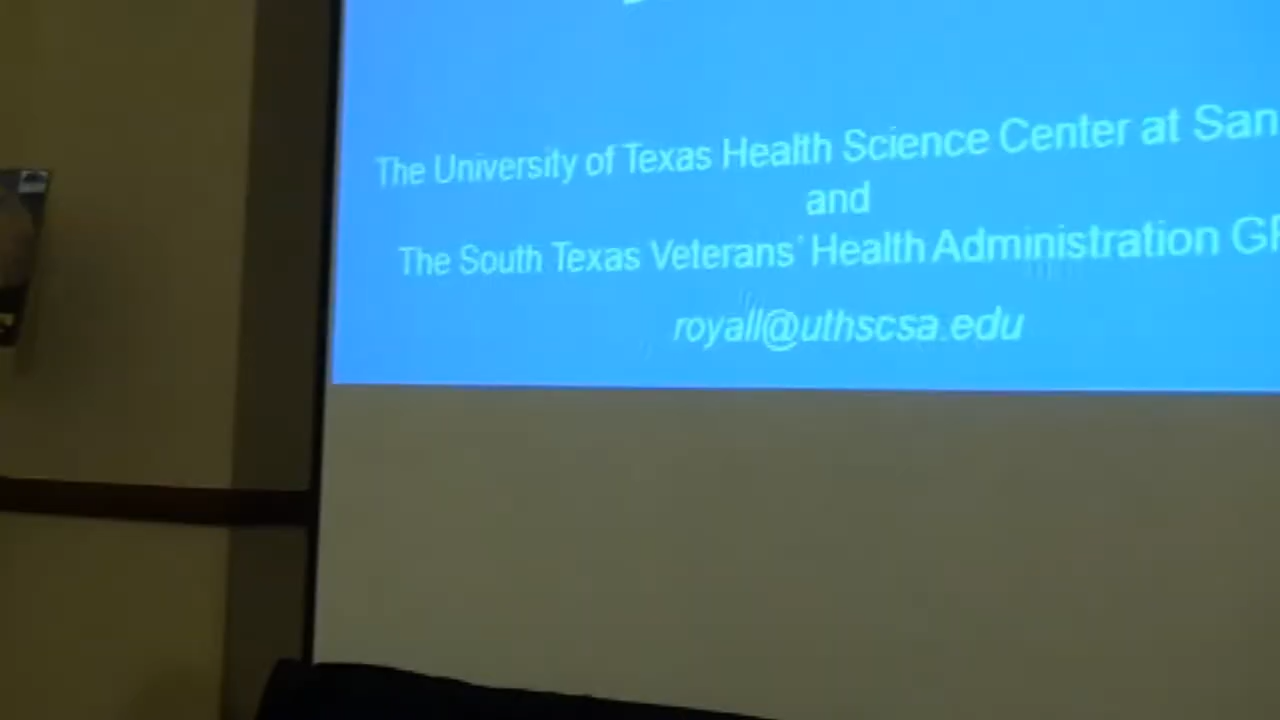 The University of Texas Health Science Center at San
and
The South Texas Veterans' Health Administration
royall@uthscsa.edu